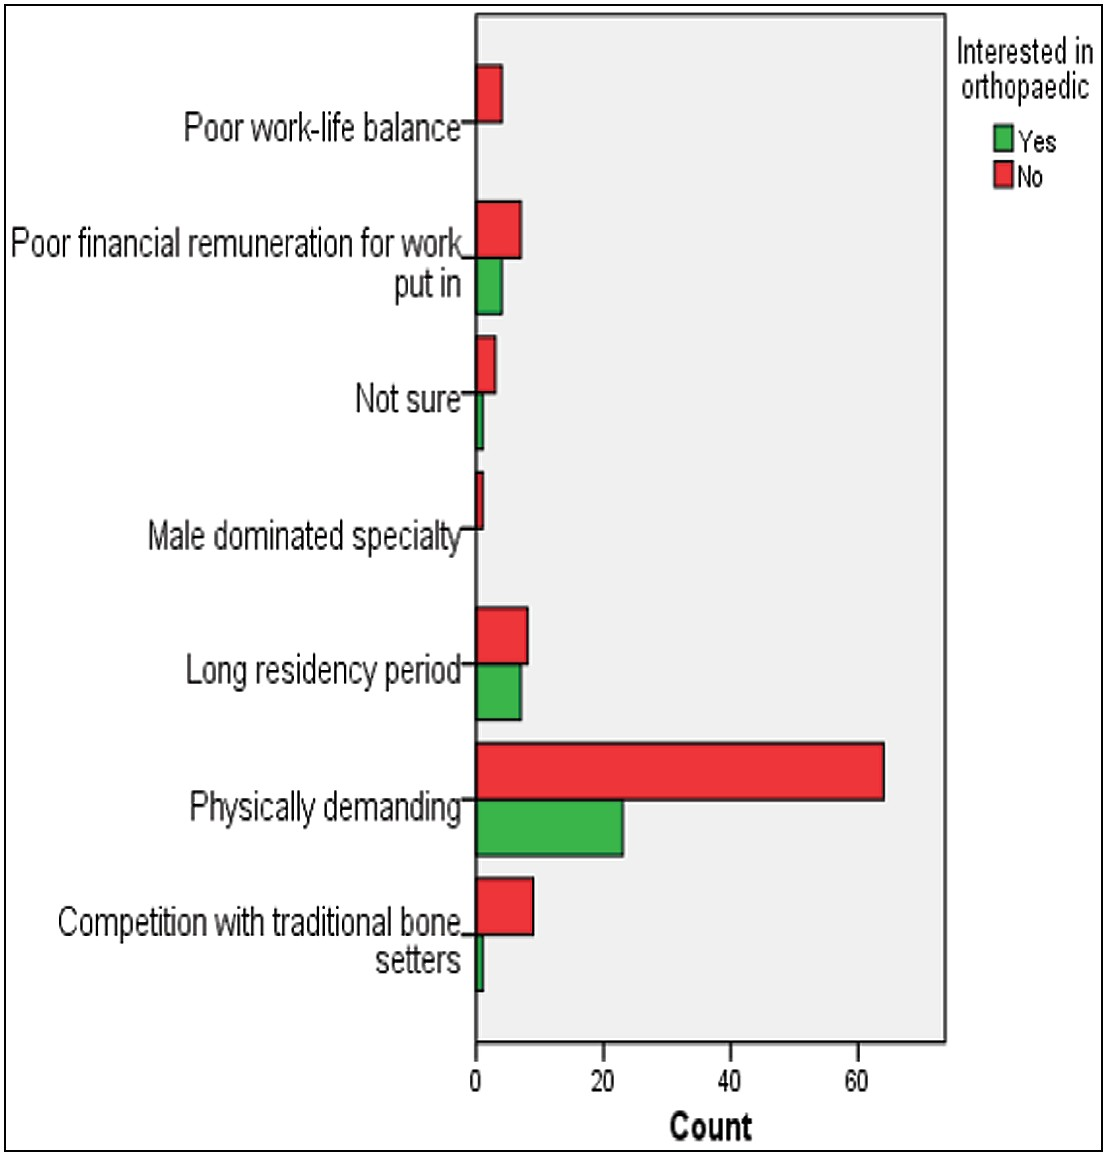 Interested in
orthopaedic
Yes
No
Poor work-life balance
Poor financial remuneration for work
put in
Not sure
Male dominated specialty
Long residency period
Physically demanding
Competition with traditional bone
setters
0 20 40 60
Count